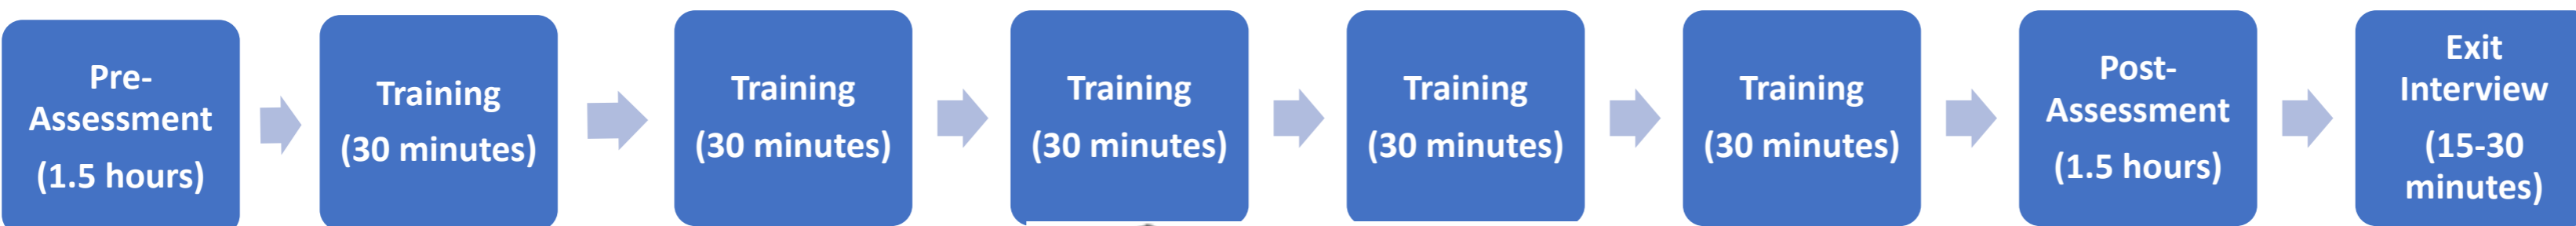 Pre-
Assessment
(1.5 hours)
Training
(30 minutes)
Training
(30 minutes)
Training
(30 minutes)
Training
(30 minutes)
Training
(30 minutes)
Post-
Assessment
(1.5 hours)
Exit
Interview
(15-30
minutes)